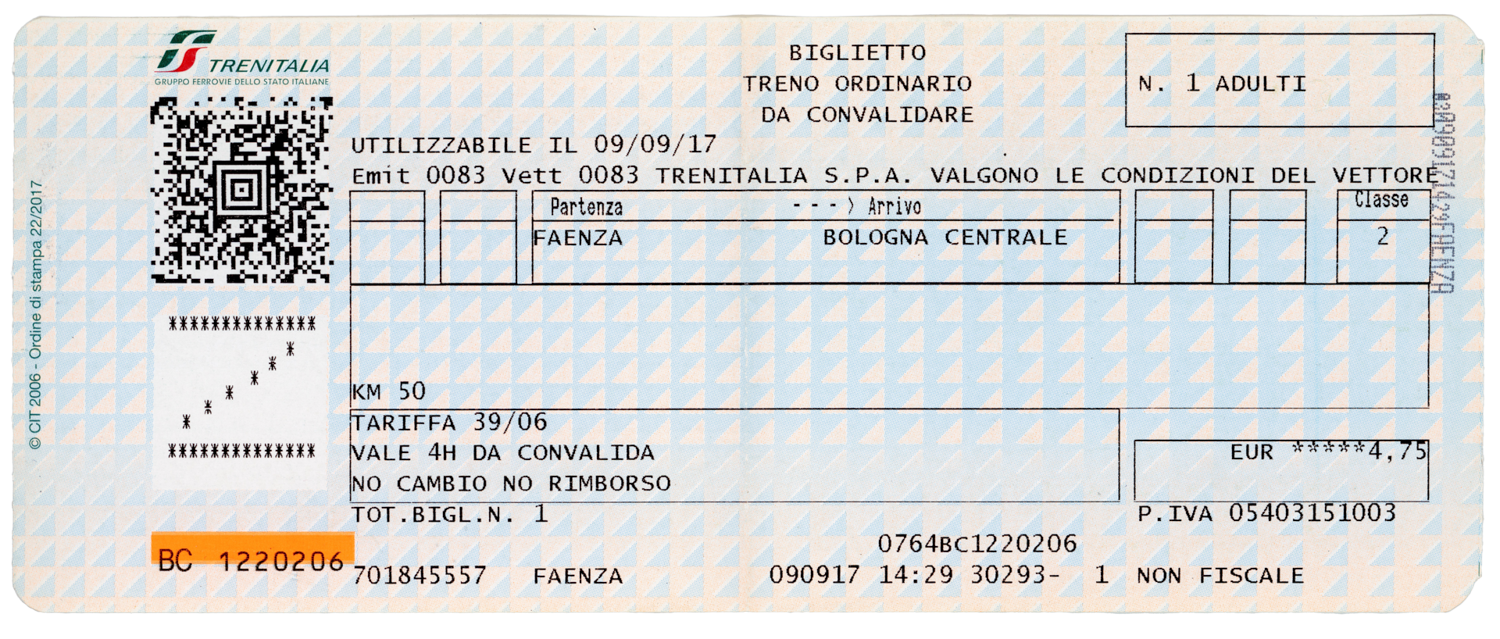 TRENITALIA
GRUPPO FERROVIE DELLO STATO ITALIANE
BIGLIETTO
TRENO ORDINARIO
DA CONVALIDARE
N. 1 ADULTI
UTILIZZABILE IL 09/09/17
Emit 0083 Vett 0083 TRENITALIA S.P.A. VALGONO LE CONDIZIONI DEL VETTORE
Partenza ---> Arrivo Classe
FAENZA BOLOGNA CENTRALE 2
*************
*
*
*
*
*
*
*************
KM 50
TARIFFA 39/06
VALE 4H DA CONVALIDA
EUR *****4,75
NO CAMBIO NO RIMBORSO
TOT.BIGL.N. 1
P.IVA 05403151003
0764BC1220206
BC 1220206
701845557 FAENZA 090917 14:29 30293- 1 NON FISCALE
© CIT 2006 - Ordine di stampa 22/2017
FAENZA